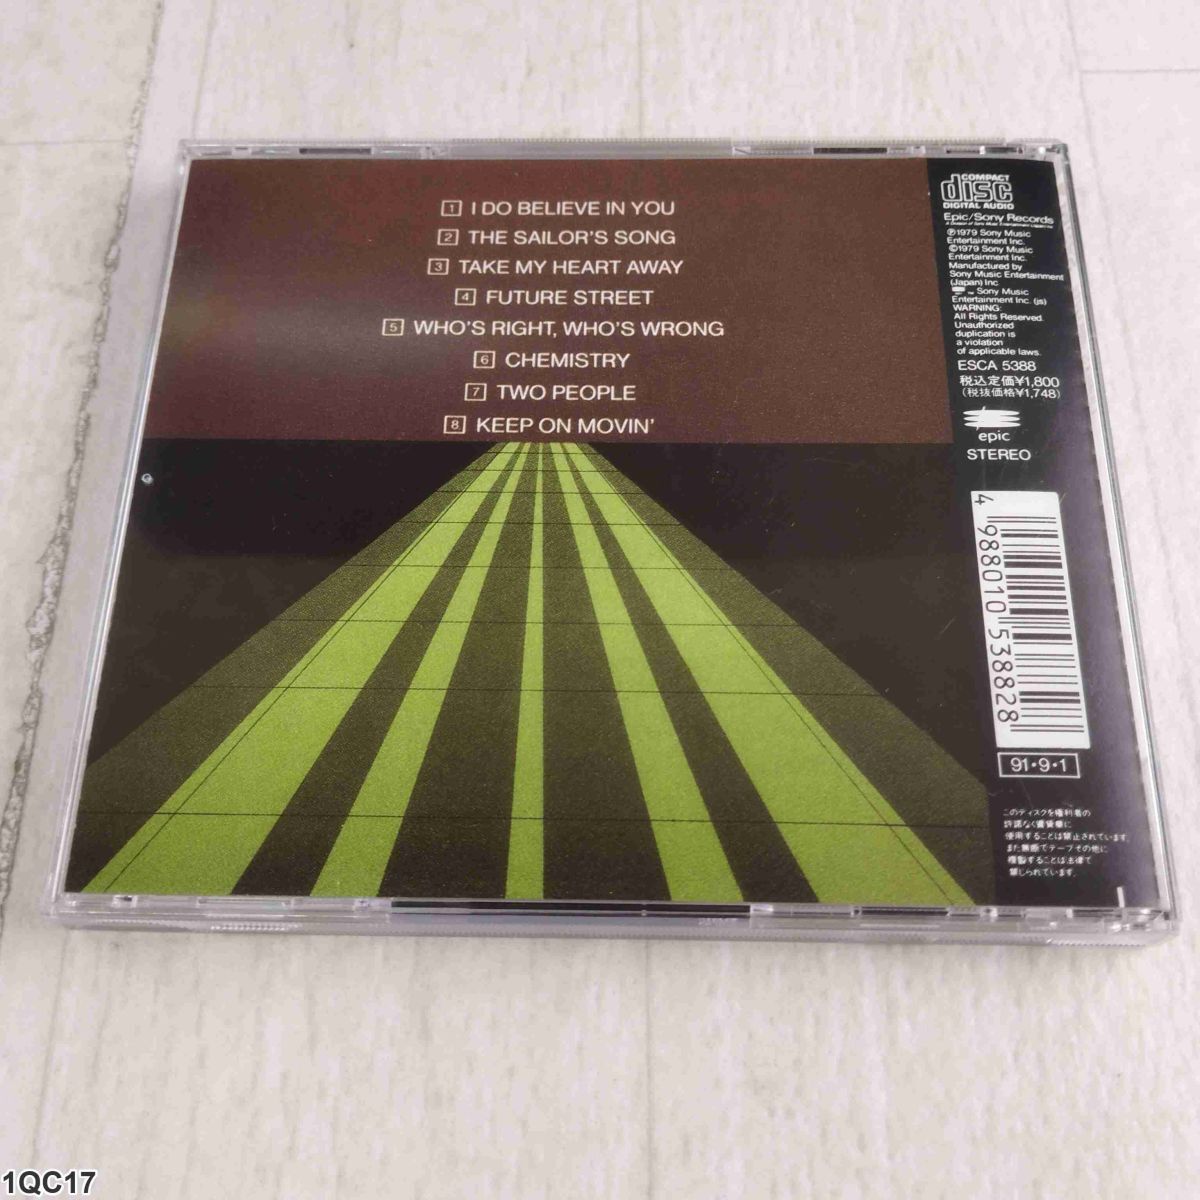 1 I DO BELIEVE IN YOU
2 THE SAILOR'S SONG
3 TAKE MY HEART AWAY
4 FUTURE STREET
5 WHO'S RIGHT, WHO'S WRONG
6 CHEMISTRY
7 TWO PEOPLE
8 KEEP ON MOVIN'
COMPACT
disc
DIGITAL AUDIO
Epic/Sony Records
℗1979 Sony Music
Entertainment Inc.
©1979 Sony Music
Entertainment Inc.
Manufactured by
Sony Music Entertainment
(Japan) Inc.
Sony Music
Entertainment Inc. (js)
WARNING:
All Rights Reserved.
Unauthorized
duplication is
a violation
of applicable laws.
ESCA 5388
税込定価¥1,800
(税抜価格¥1,748)
epic
STEREO
4 988010 538828
91・9・1
このディスクを権利者の
許諾なく賃貸業に
使用することは禁止されています。
また無断でテープその他に
複製することは法律で
禁じられています。
1QC17